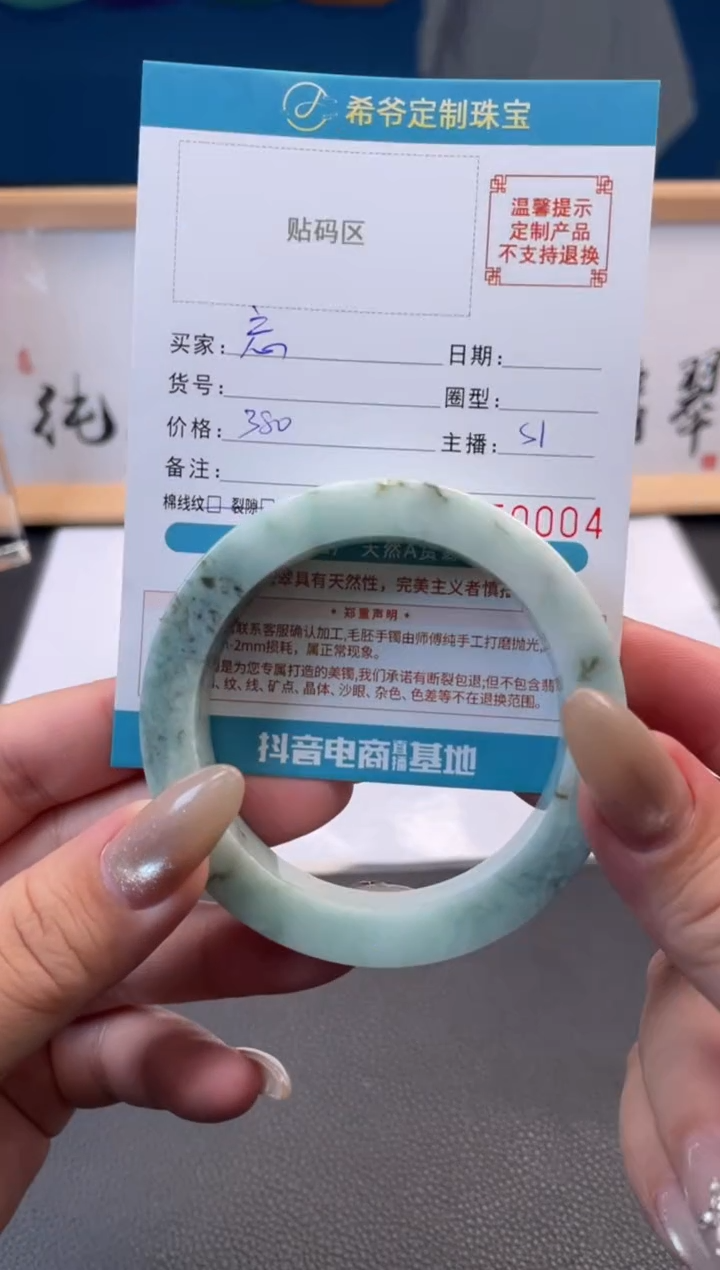 希爷定制珠宝
贴码区
温馨提示
定制产品
不支持退换
买家:
日期:
货号:
圈型:
价格: 380
主播: S1
备注:
棉线纹□ 裂隙□
0004
天然A货
翠具有天然性，完美主义者慎
• 郑重声明 •
联系客服确认加工,毛胚手镯由师傅纯手工打磨抛光,
-2mm损耗，属正常现象。
是为您专属打造的美镯,我们承诺有断裂包退;但不包含翡
、纹、线、矿点、晶体、沙眼、杂色、色差等不在退换范围。
抖音电商直播基地
纯
翠